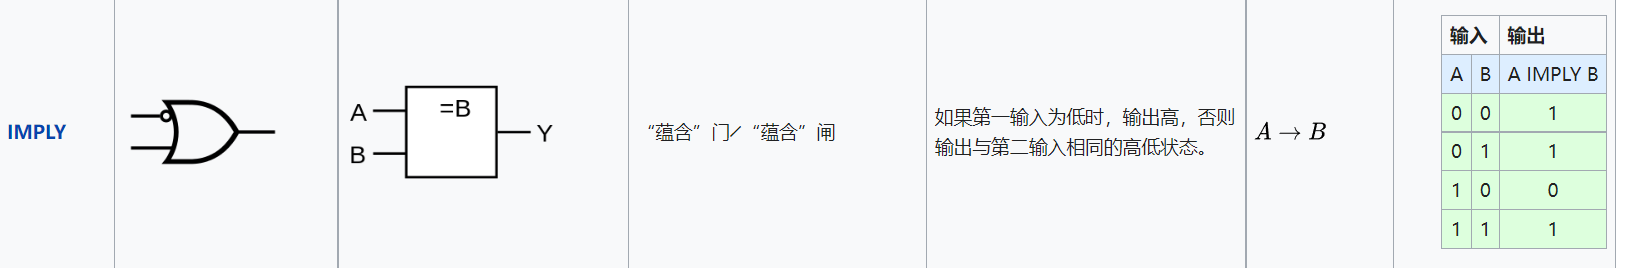 IMPLY
A
=B
Y
B
“蕴含”门／“蕴含”闸
如果第一输入为低时，输出高，否则
输出与第二输入相同的高低状态。
A → B
输入 输出
A B A IMPLY B
0 0 1
0 1 1
1 0 0
1 1 1